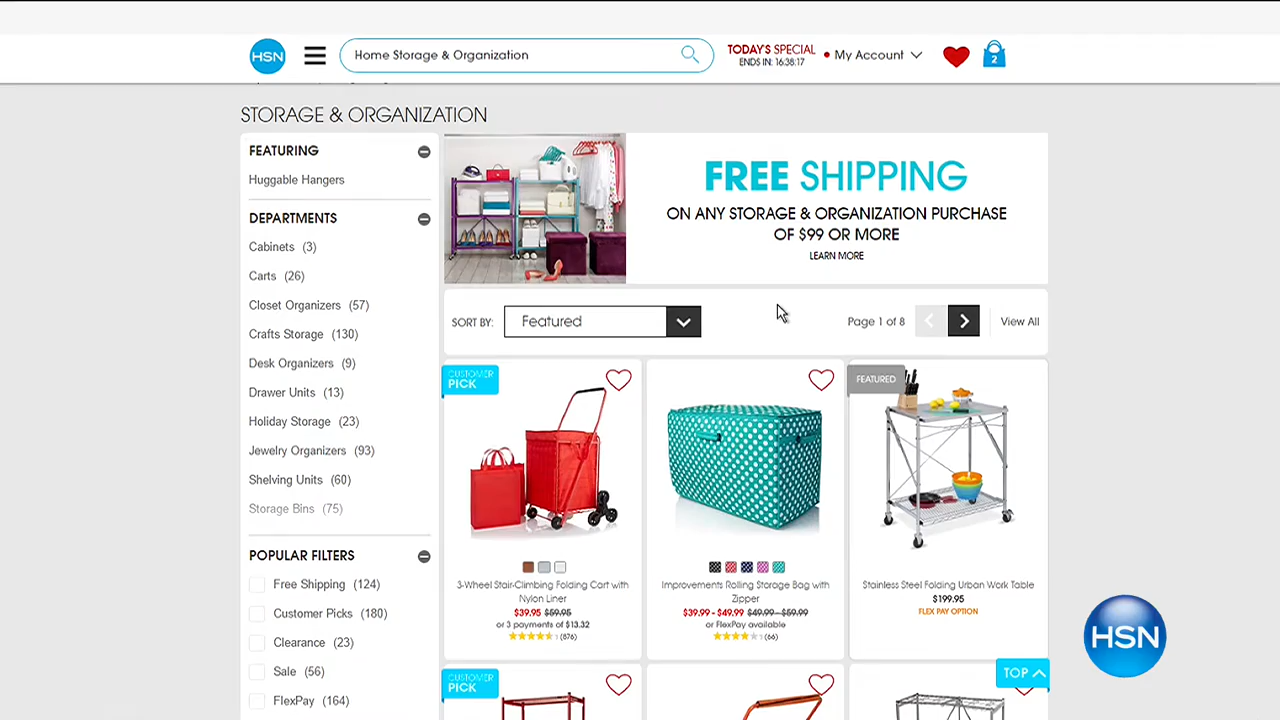 HSN
Home Storage & Organization
TODAY'S SPECIAL
ENDS IN: 16:38:17
My Account
2
STORAGE & ORGANIZATION
FEATURING
Huggable Hangers
DEPARTMENTS
Cabinets (3)
Carts (26)
Closet Organizers (57)
Crafts Storage (130)
Desk Organizers (9)
Drawer Units (13)
Holiday Storage (23)
Jewelry Organizers (93)
Shelving Units (60)
Storage Bins (75)
POPULAR FILTERS
Free Shipping (124)
Customer Picks (180)
Clearance (23)
Sale (56)
FlexPay (164)
FREE SHIPPING
ON ANY STORAGE & ORGANIZATION PURCHASE
OF $99 OR MORE
LEARN MORE
SORT BY: Featured
Page 1 of 8
View All
CUSTOMER
PICK
3-Wheel Stair-Climbing Folding Cart with
Nylon Liner
$39.95 $59.95
or 3 payments of $13.32
(876)
Improvements Rolling Storage Bag with
Zipper
$39.99 - $49.99 $49.99 - $59.99
or FlexPay available
(66)
FEATURED
Stainless Steel Folding Urban Work Table
$199.95
FLEX PAY OPTION
CUSTOMER
PICK
TOP
HSN